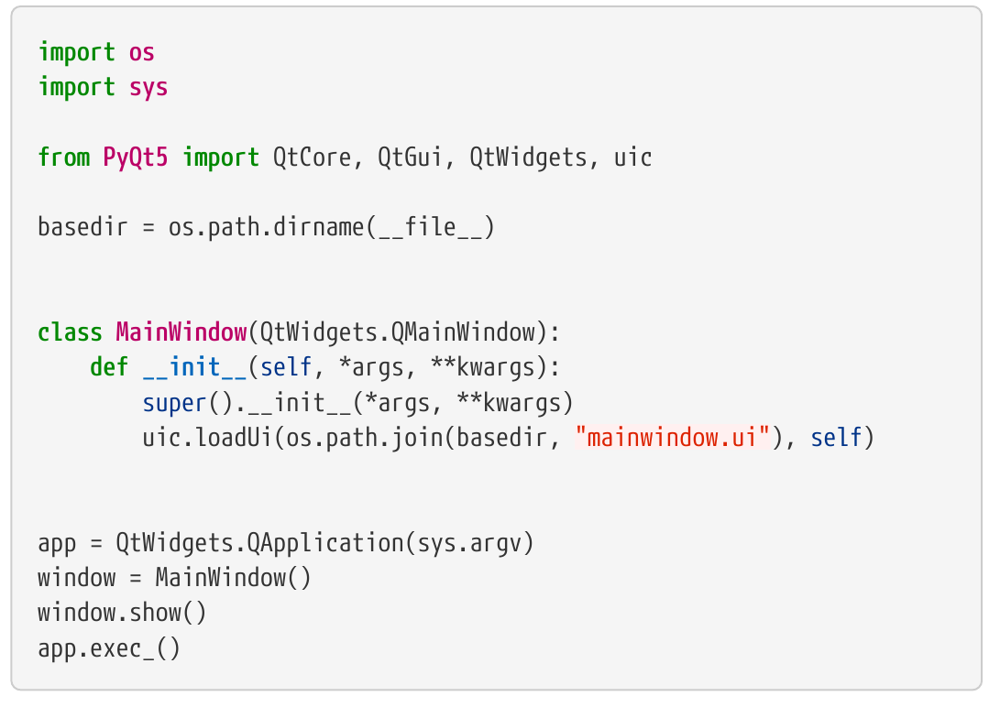 import os
import sys
from PyQt5 import QtCore, QtGui, QtWidgets, uic
basedir = os.path.dirname(__file__)
class MainWindow(QtWidgets.QMainWindow):
    def __init__(self, *args, **kwargs):
        super().__init__(*args, **kwargs)
        uic.loadUi(os.path.join(basedir, "mainwindow.ui"), self)
app = QtWidgets.QApplication(sys.argv)
window = MainWindow()
window.show()
app.exec_()